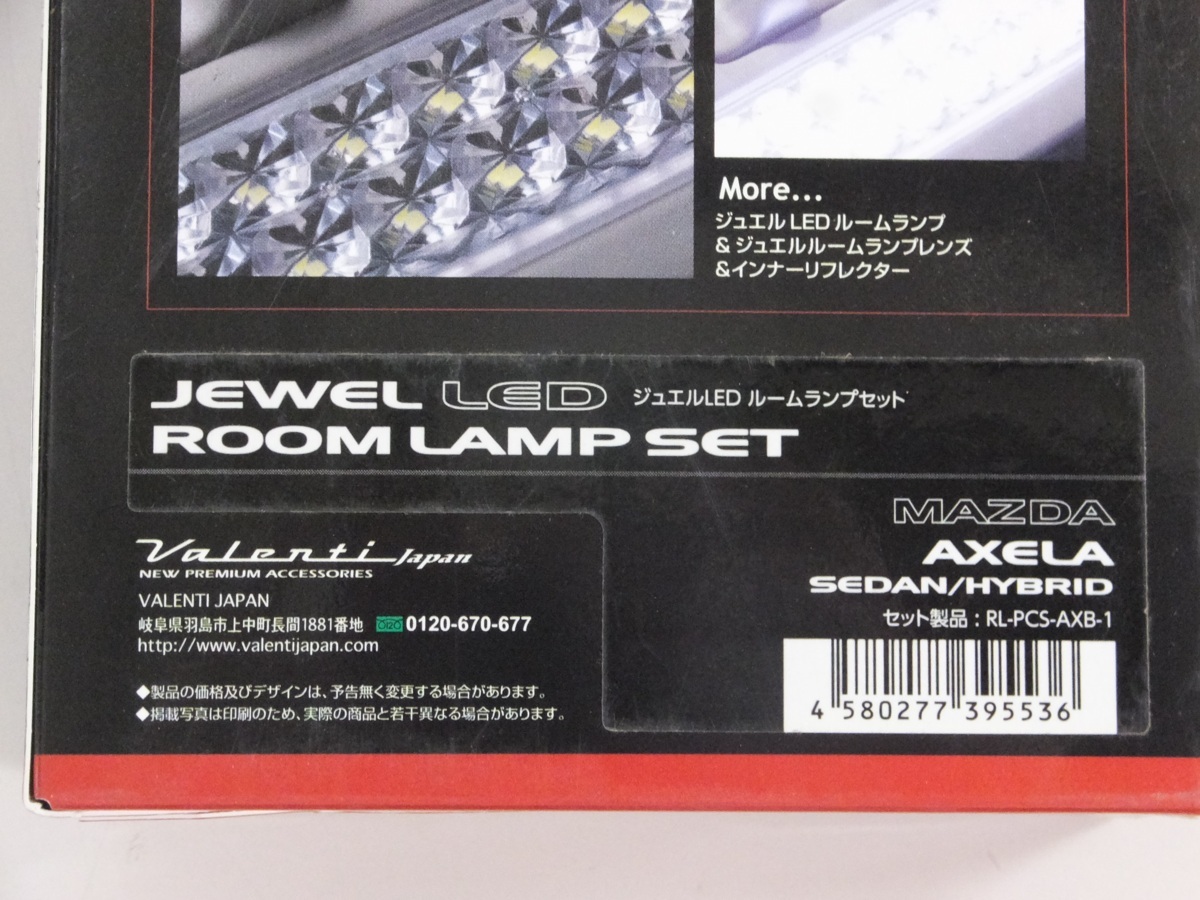 More...
ジュエル LED ルームランプ
& ジュエルルームランプレンズ
&インナーリフレクター
JEWEL LED ジュエルLED ルームランプセット
ROOM LAMP SET
MAZDA
AXELA
SEDAN/HYBRID
セット製品：RL-PCS-AXB-1
4 580277 395536
Valenti Japan
NEW PREMIUM ACCESSORIES
VALENTI JAPAN
岐阜県羽島市上中町長間1881番地 0120-670-677
http://www.valentijapan.com
◆製品の価格及びデザインは、予告無く変更する場合があります。
◆掲載写真は印刷のため、実際の商品と若干異なる場合があります。